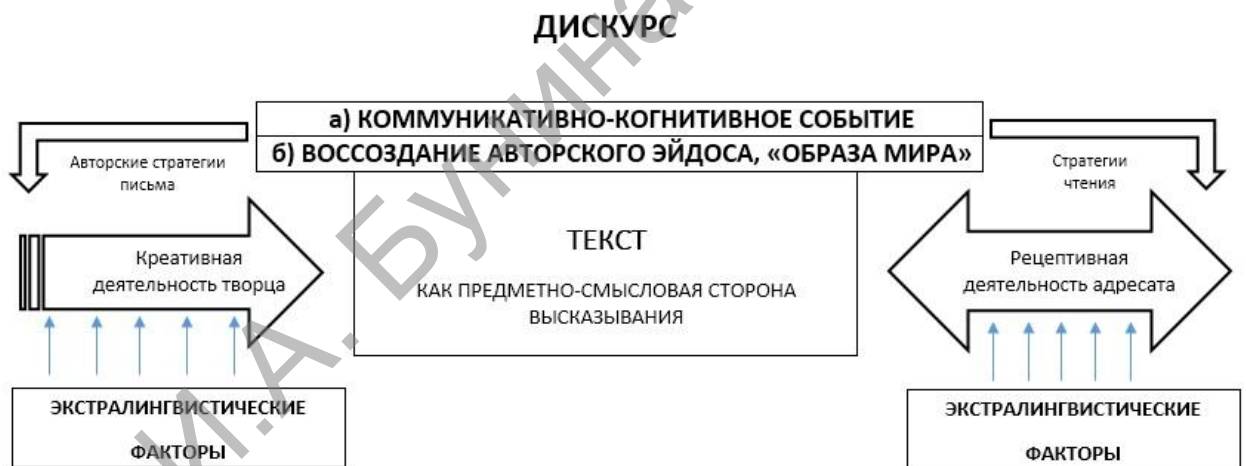 ДИСКУРС
а) КОММУНИКАТИВНО-КОГНИТИВНОЕ СОБЫТИЕ
б) ВОССОЗДАНИЕ АВТОРСКОГО ЭЙДОСА, «ОБРАЗА МИРА»
Авторские стратегии
письма
Стратегии
чтения
Креативная
деятельность творца
ТЕКСТ
КАК ПРЕДМЕТНО-СМЫСЛОВАЯ СТОРОНА
ВЫСКАЗЫВАНИЯ
Рецептивная
деятельность адресата
ЭКСТРАЛИНГВИСТИЧЕСКИЕ
ФАКТОРЫ
ЭКСТРАЛИНГВИСТИЧЕСКИЕ
ФАКТОРЫ
И.А. Бунина